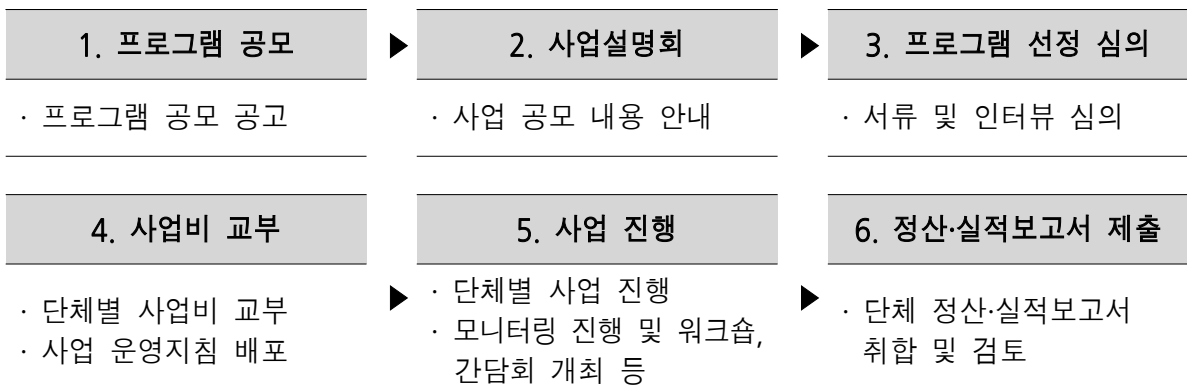 1. 프로그램 공모
▶
2. 사업설명회
▶
3. 프로그램 선정 심의
· 프로그램 공모 공고
· 사업 공모 내용 안내
· 서류 및 인터뷰 심의
4. 사업비 교부
5. 사업 진행
6. 정산·실적보고서 제출
· 단체별 사업비 교부
· 사업 운영지침 배포
▶
· 단체별 사업 진행
· 모니터링 진행 및 워크숍,
간담회 개최 등
▶
· 단체 정산·실적보고서
취합 및 검토